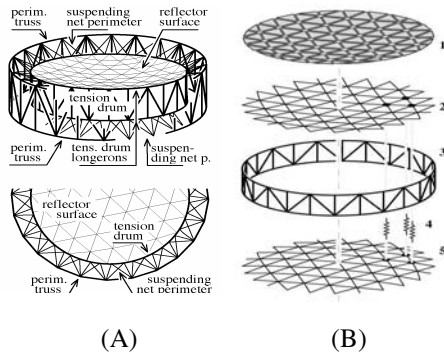 perim.
truss
suspending
net perimeter
reflector
surface
tension
drum
perim.
truss
tens. drum
longerons
suspen-
ding net p.
reflector
surface
tension
drum
perim.
truss
suspending
net perimeter
(A)
1
2
3
4
5
(B)